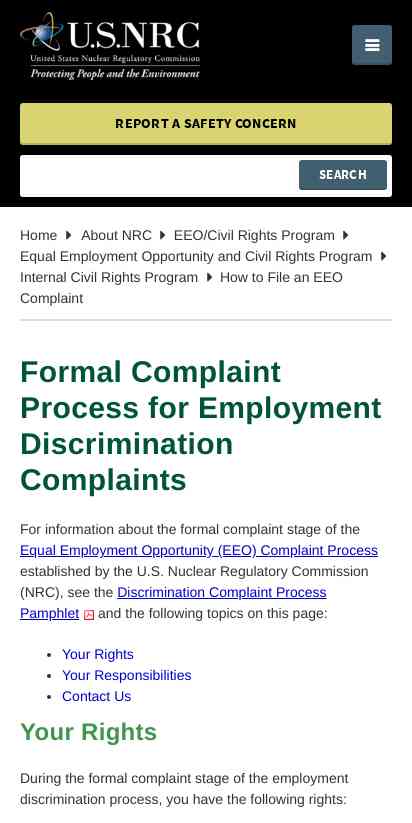 U.S.NRC
United States Nuclear Regulatory Commission
Protecting People and the Environment
REPORT A SAFETY CONCERN
SEARCH
Home About NRC EEO/Civil Rights Program
Equal Employment Opportunity and Civil Rights Program
Internal Civil Rights Program How to File an EEO
Complaint
Formal Complaint
Process for Employment
Discrimination
Complaints
For information about the formal complaint stage of the
Equal Employment Opportunity (EEO) Complaint Process
established by the U.S. Nuclear Regulatory Commission
(NRC), see the Discrimination Complaint Process
Pamphlet and the following topics on this page:
• Your Rights
• Your Responsibilities
• Contact Us
Your Rights
During the formal complaint stage of the employment
discrimination process, you have the following rights: